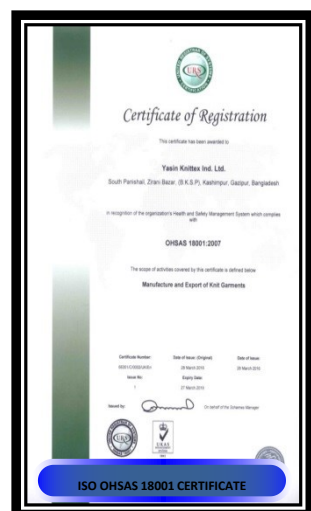 URS
Certificate of Registration
This certificate has been awarded to
Yasin Knittex Ind. Ltd.
South Panishail, Zirani Bazar, (B.K.S.P), Kashimpur, Gazipur, Bangladesh
in recognition of the organization's Health and Safety Management System which complies
with
OHSAS 18001:2007
The scope of activities covered by this certificate is defined below
Manufacture and Export of Knit Garments
Certificate Number: Date of Issue: (Original) Date of Issue:
Issue No: Expiry Date:
1
Issued by: On behalf of the Schemes Manager
URS
UKAS
ISO OHSAS 18001 CERTIFICATE